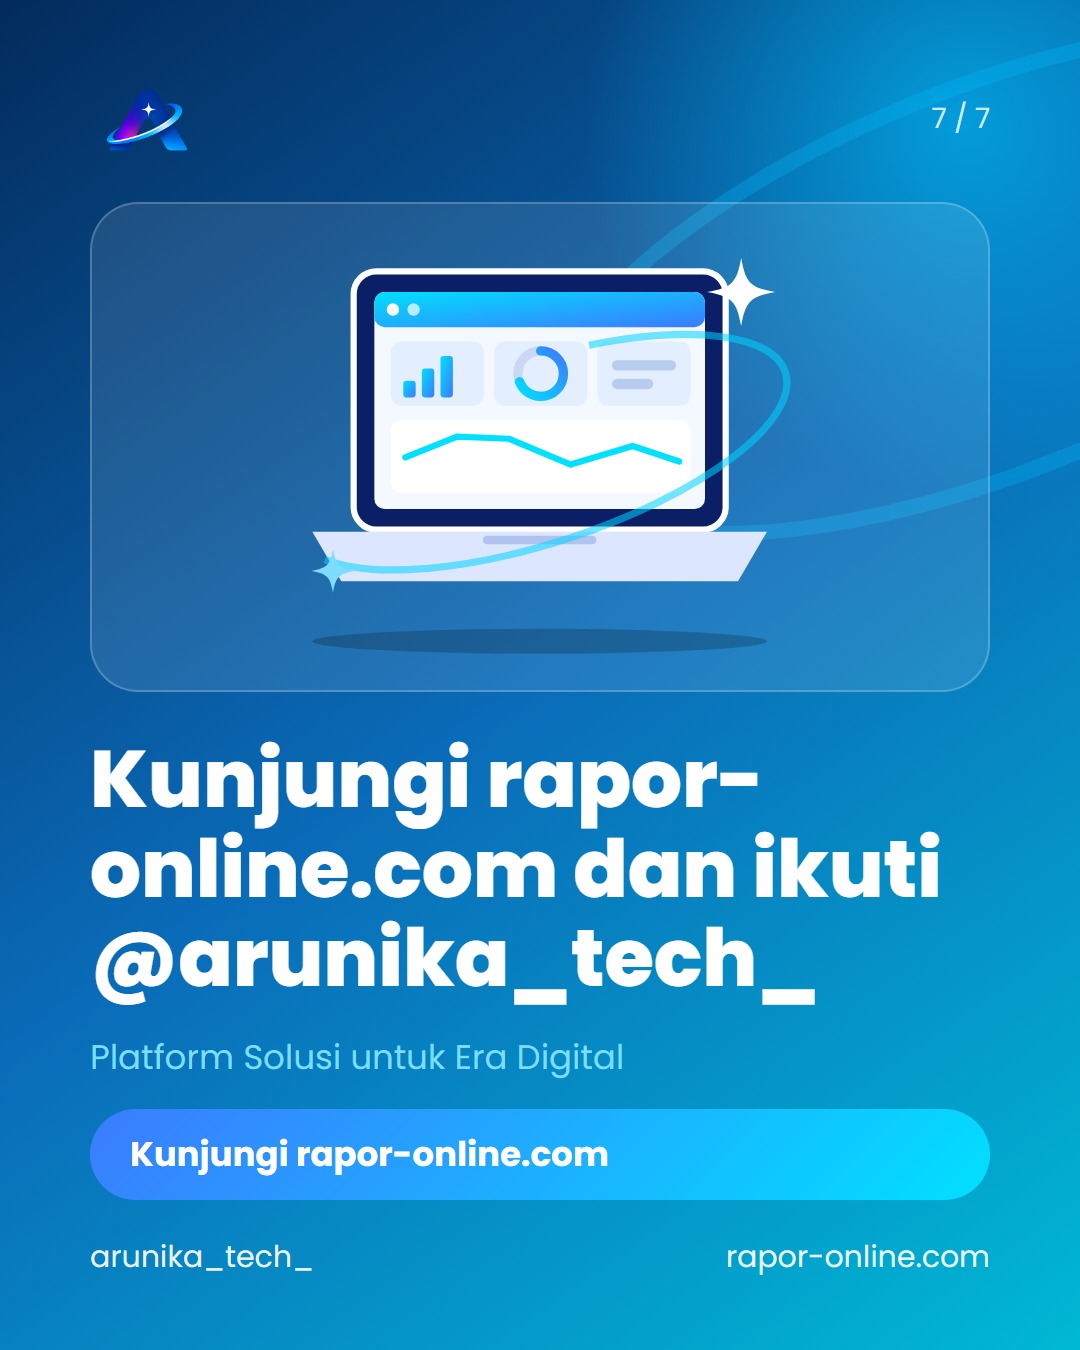 7 / 7
Kunjungi rapor-
online.com dan ikuti
@arunika_tech_
Platform Solusi untuk Era Digital
Kunjungi rapor-online.com
arunika_tech_
rapor-online.com